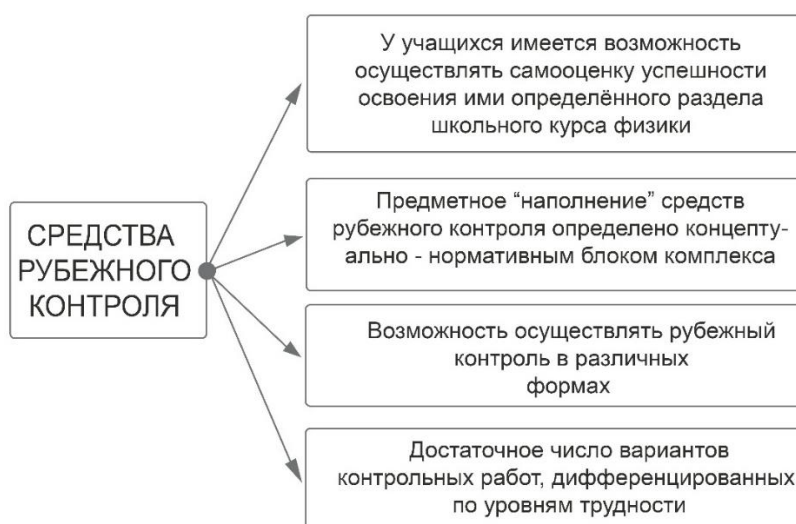 У учащихся имеется возможность
осуществлять самооценку успешности
освоения ими определённого раздела
школьного курса физики
СРЕДСТВА
РУБЕЖНОГО
КОНТРОЛЯ
Предметное “наполнение” средств
рубежного контроля определено концепту-
ально - нормативным блоком комплекса
Возможность осуществлять рубежный
контроль в различных
формах
Достаточное число вариантов
контрольных работ, дифференцированных
по уровням трудности